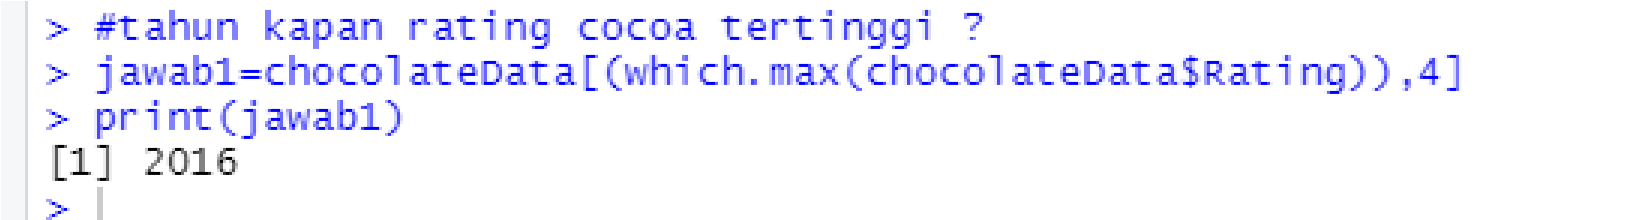 > #tahun kapan rating cocoa tertinggi ?
> jawab1=chocolateData[(which.max(chocolateData$Rating)),4]
> print(jawab1)
[1] 2016
>